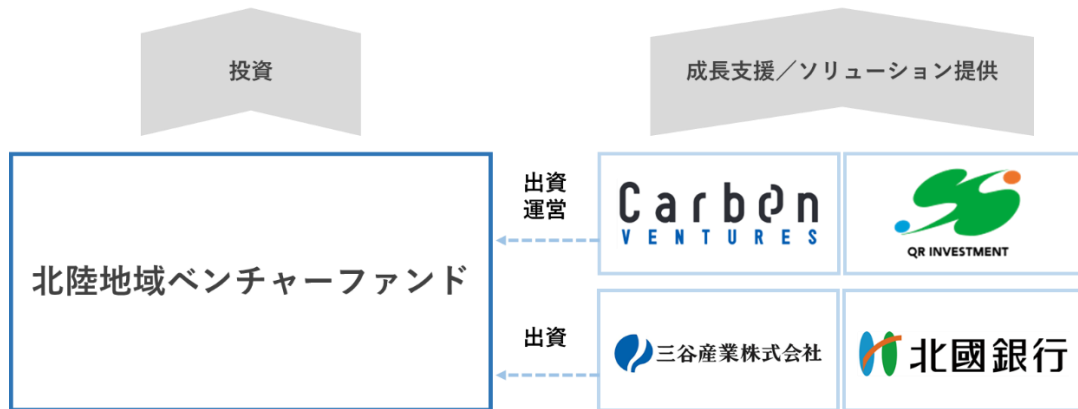 投資
成長支援／ソリューション提供
北陸地域ベンチャーファンド
出資
運営
Carbon
VENTURES
QR INVESTMENT
出資
三谷産業株式会社
北國銀行